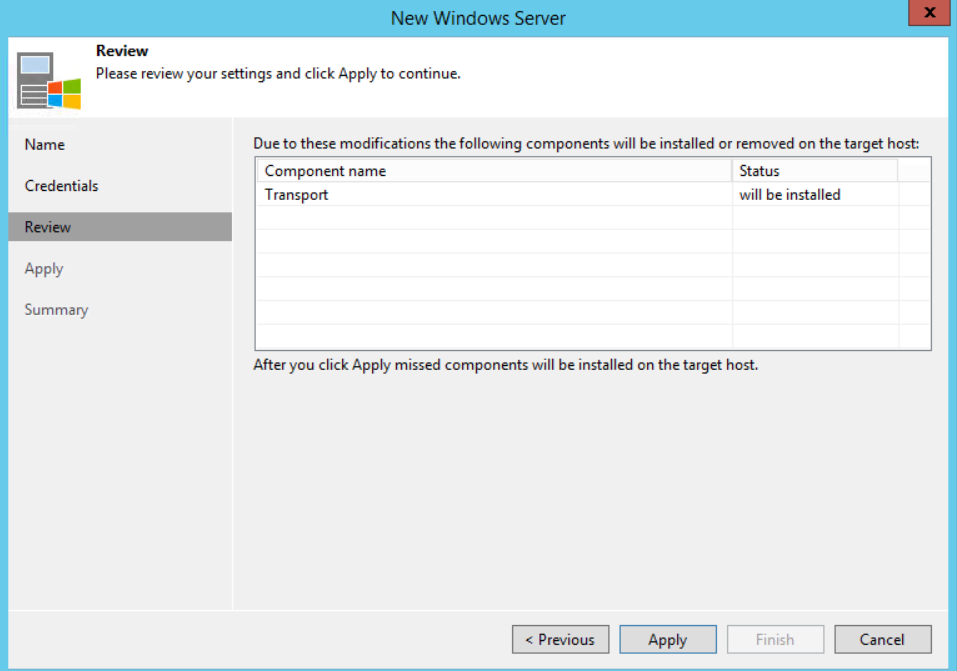 New Windows Server
x
Review
Please review your settings and click Apply to continue.
Name
Credentials
Review
Apply
Summary
Due to these modifications the following components will be installed or removed on the target host:
Component name Status
Transport will be installed
After you click Apply missed components will be installed on the target host.
< Previous Apply Finish Cancel